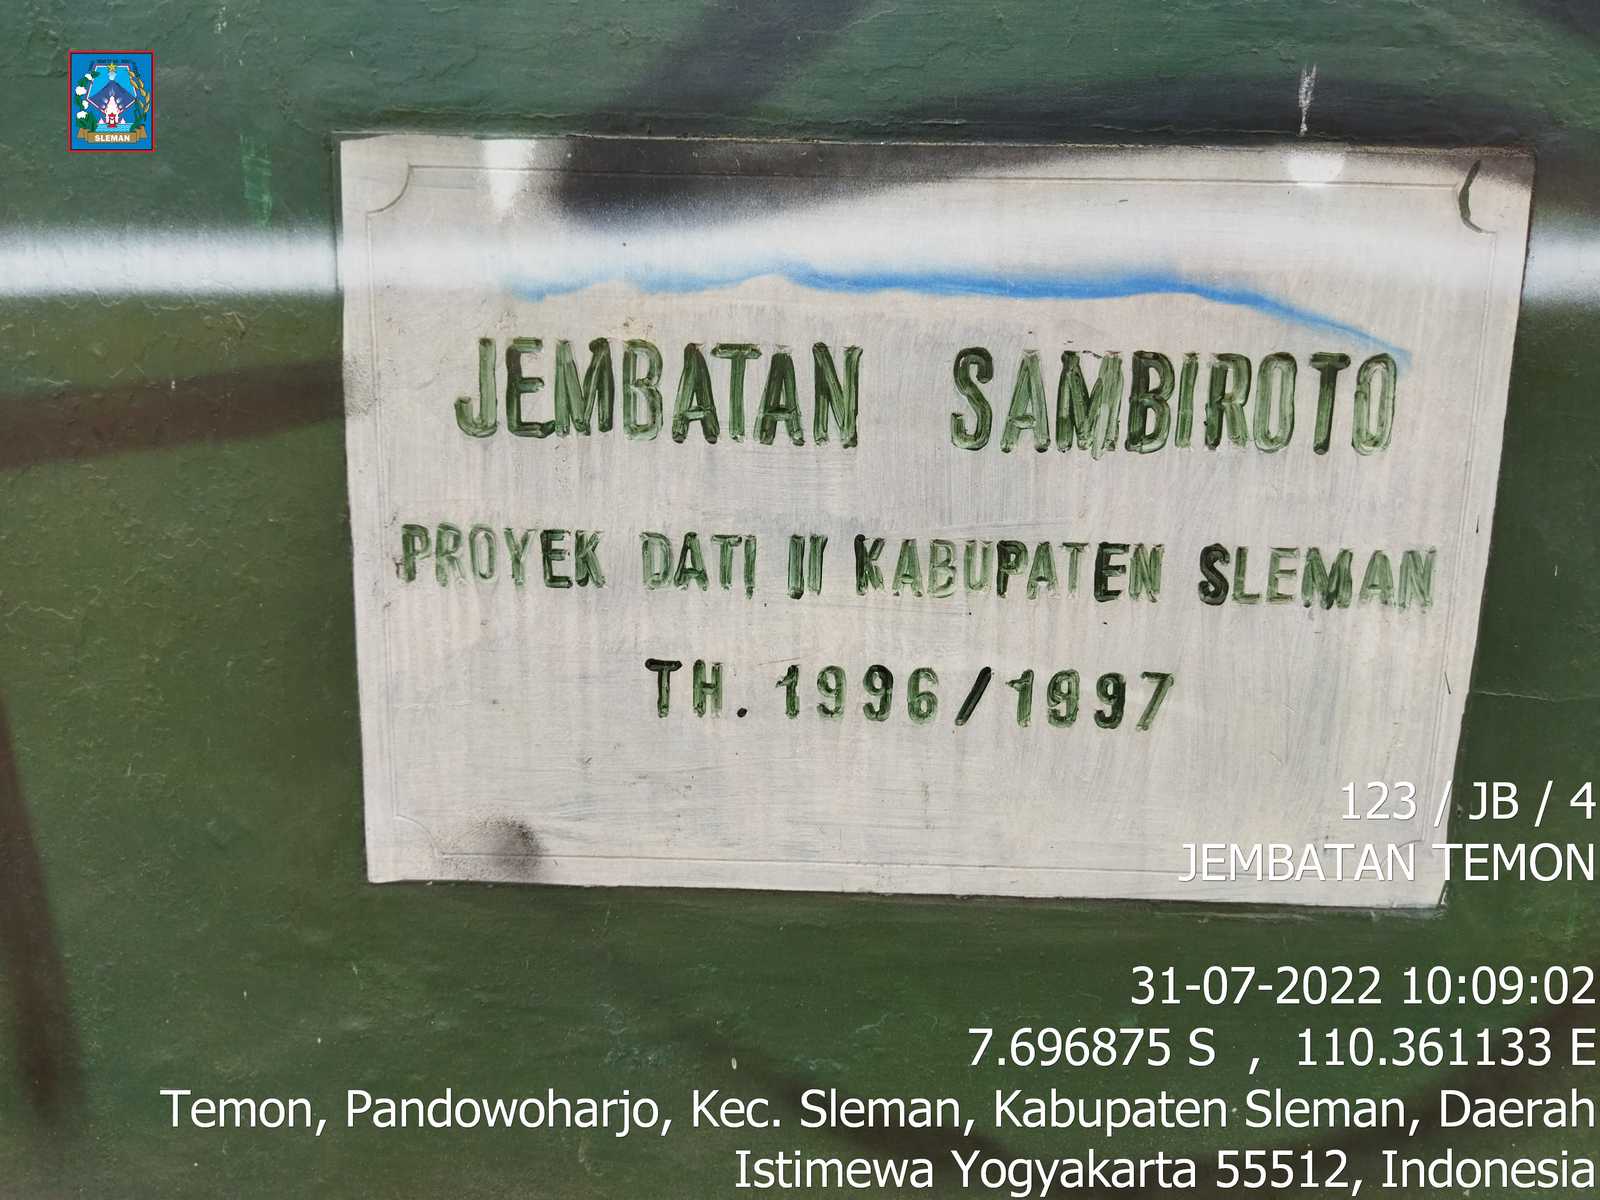 SLEMAN
JEMBATAN SAMBIROTO
PROYEK DATI II KABUPATEN SLEMAN
TH. 1996/1997
123 / JB / 4
JEMBATAN TEMON
31-07-2022 10:09:02
7.696875 S , 110.361133 E
Temon, Pandowoharjo, Kec. Sleman, Kabupaten Sleman, Daerah
Istimewa Yogyakarta 55512, Indonesia